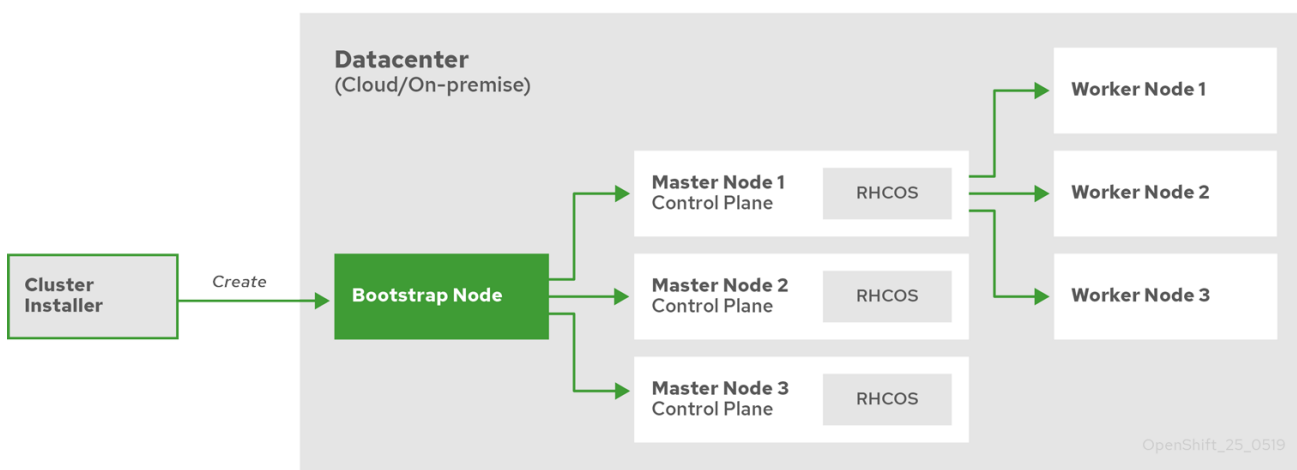 Datacenter
(Cloud/On-premise)
Cluster
Installer
Create
Bootstrap Node
Master Node 1
Control Plane
RHCOS
Master Node 2
Control Plane
RHCOS
Master Node 3
Control Plane
RHCOS
Worker Node 1
Worker Node 2
Worker Node 3
OpenShift_25_0519